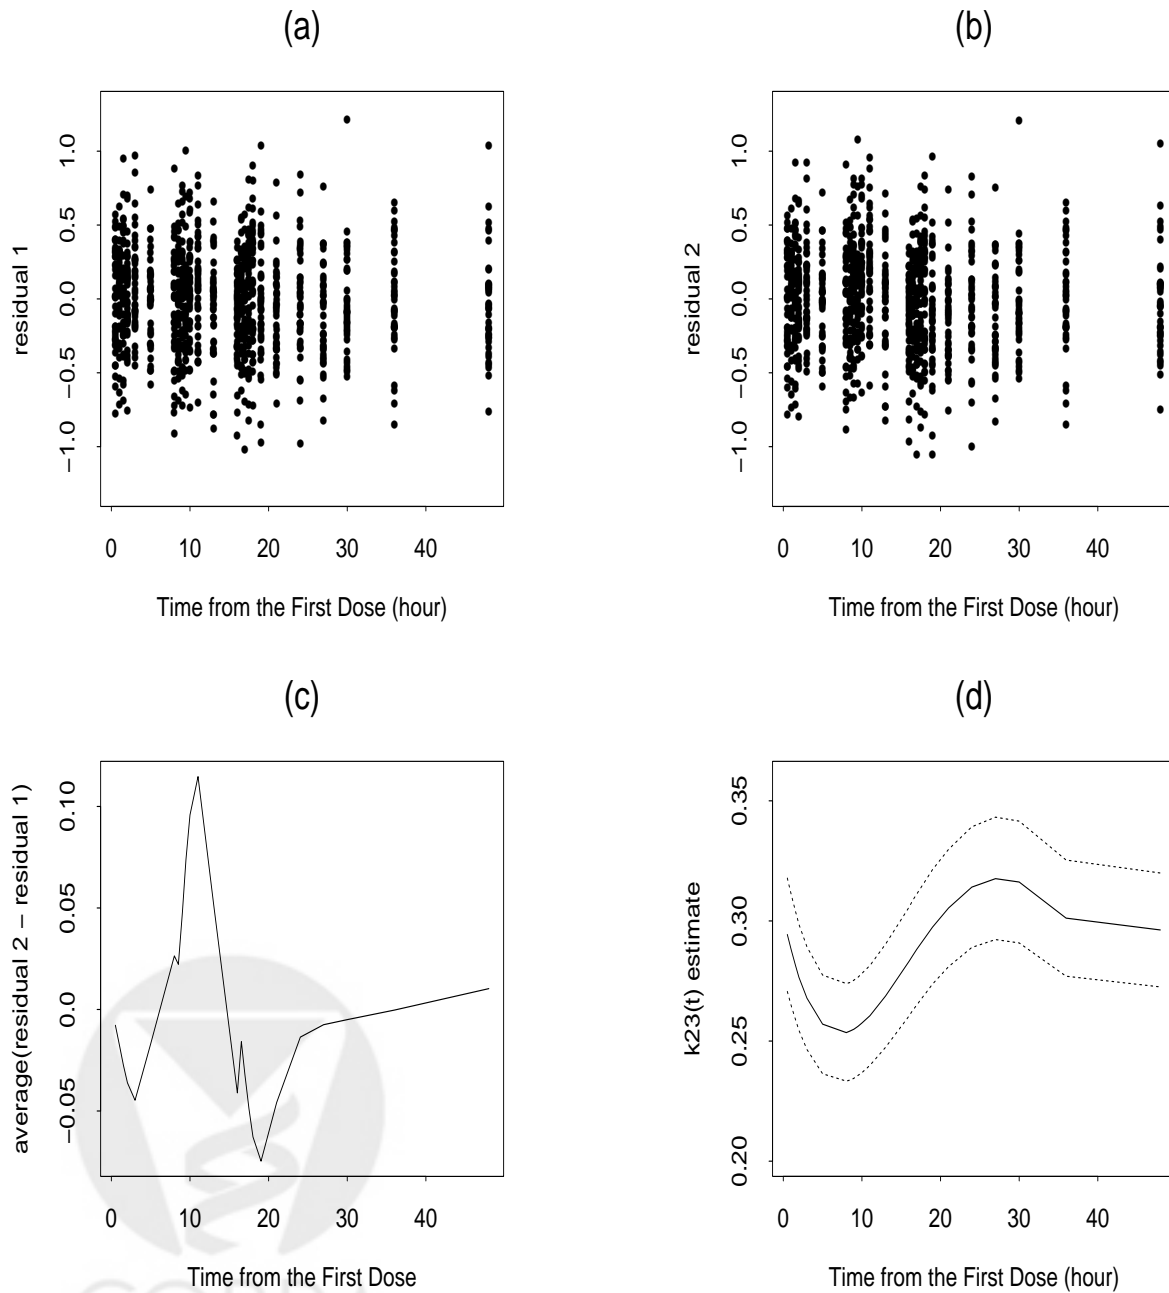 (a)
1.0
0.5
0.0
−0.5
−1.0
residual 1
0 10 20 30 40
Time from the First Dose (hour)
(b)
1.0
0.5
0.0
−0.5
−1.0
residual 2
0 10 20 30 40
Time from the First Dose (hour)
(c)
0.10
0.05
0.0
−0.05
average(residual 2 − residual 1)
0 10 20 30 40
Time from the First Dose
(d)
0.35
0.30
0.25
0.20
k23(t) estimate
0 10 20 30 40
Time from the First Dose (hour)